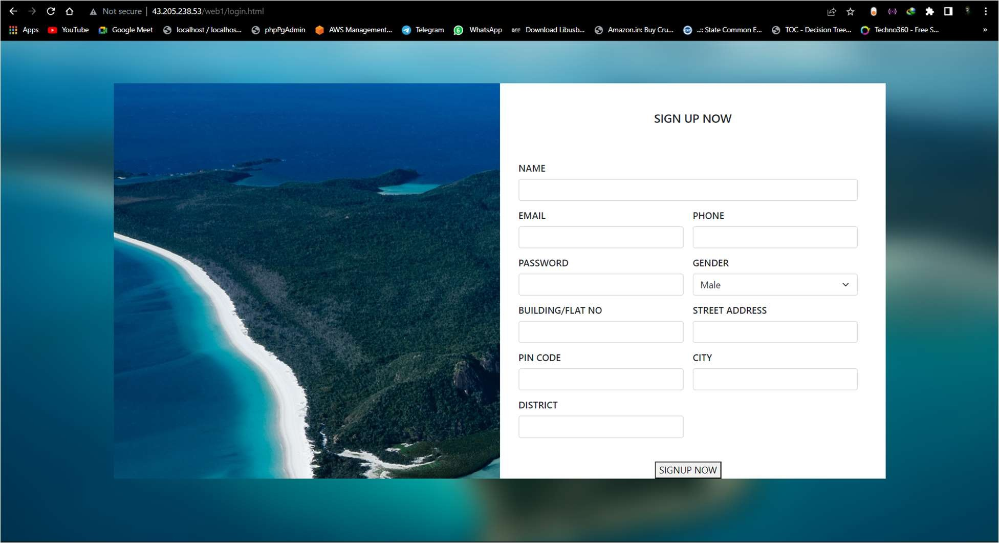 Not secure | 43.205.238.53/web1/login.html
Apps YouTube Google Meet localhost / localhos... phpPgAdmin AWS Management... Telegram 6 WhatsApp Download Libusb... Amazon.in: Buy Cru... ..:: State Common E... TOC - Decision Tree... Techno360 - Free S... »
SIGN UP NOW
NAME
EMAIL PHONE
PASSWORD GENDER
Male
BUILDING/FLAT NO STREET ADDRESS
PIN CODE CITY
DISTRICT
SIGNUP NOW